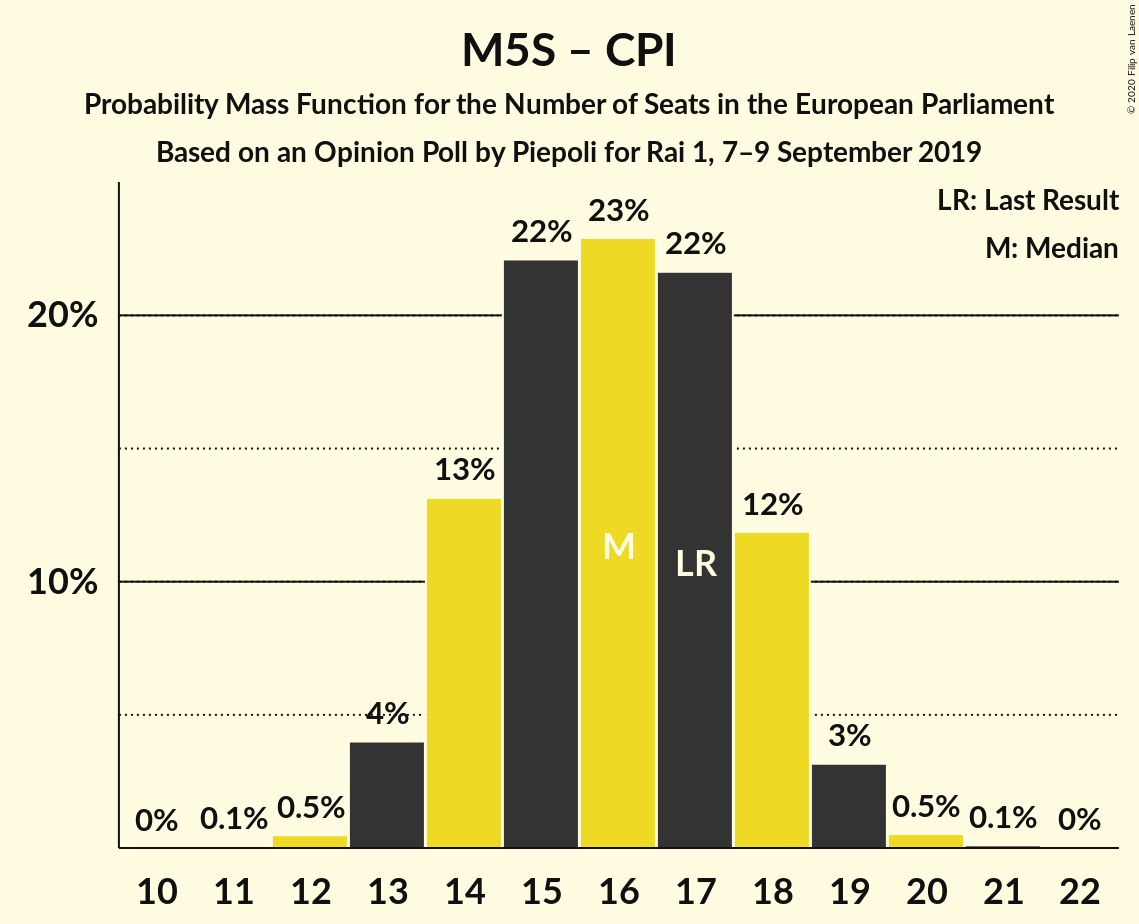 M5S – CPI
Probability Mass Function for the Number of Seats in the European Parliament
Based on an Opinion Poll by Piepoli for Rai 1, 7–9 September 2019
© 2020 Filip van Laenen
LR: Last Result
M: Median
23%
22%
22%
20%
13%
12%
M
LR
10%
4%
3%
0%
0.1%
0.5%
0.5%
0.1%
0%
10 11 12 13 14 15 16 17 18 19 20 21 22